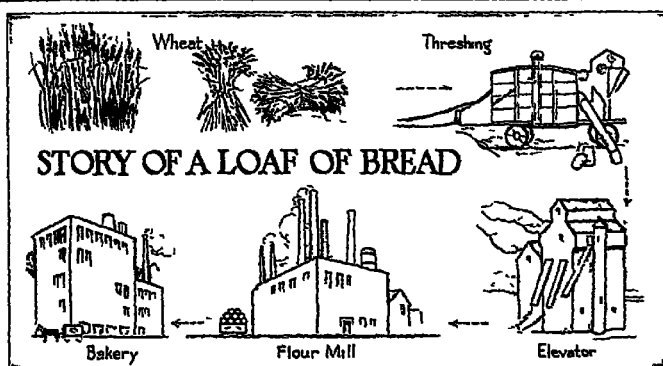 Wheat
Threshing
STORY OF A LOAF OF BREAD
Bakery
Flour Mill
Elevator